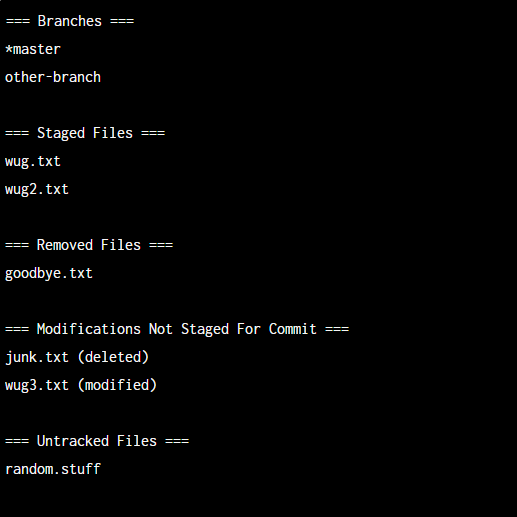 === Branches ===
*master
other-branch

=== Staged Files ===
wug.txt
wug2.txt

=== Removed Files ===
goodbye.txt

=== Modifications Not Staged For Commit ===
junk.txt (deleted)
wug3.txt (modified)

=== Untracked Files ===
random.stuff